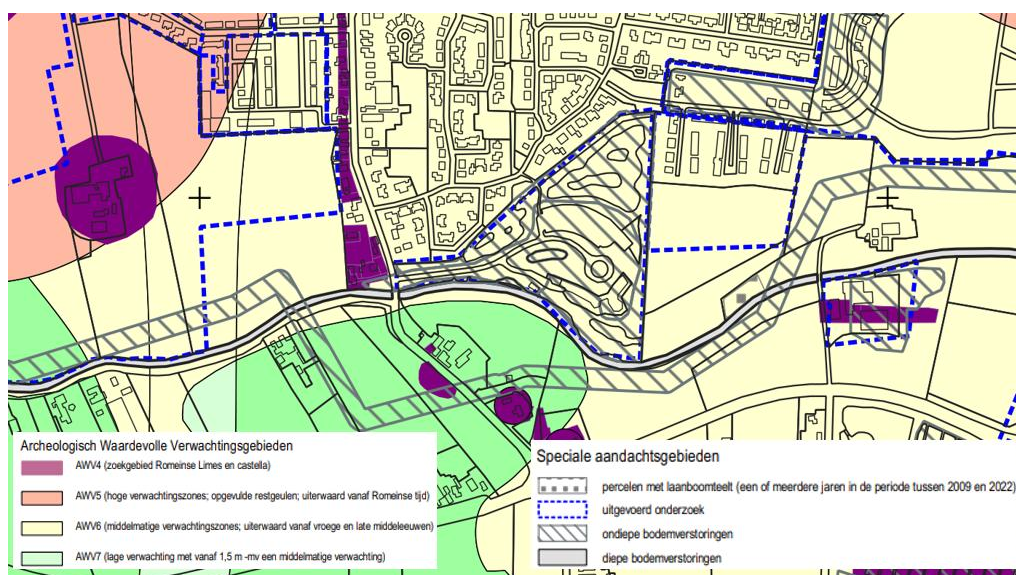 Archeologisch Waardevolle Verwachtingsgebieden
AWV4 (zoekgebied Romeinse Limes en castella)
AWV5 (hoge verwachtingszones; opgevulde restgeulen; uiterwaard vanaf Romeinse tijd)
AWV6 (middelmatige verwachtingszones; uiterwaard vanaf vroege en late middeleeuwen)
AWV7 (lage verwachting met vanaf 1,5 m -mv een middelmatige verwachting)
Speciale aandachtsgebieden
percelen met laanboomteelt (een of meerdere jaren in de periode tussen 2009 en 2022)
uitgevoerd onderzoek
ondiepe bodemverstoringen
diepe bodemverstoringen